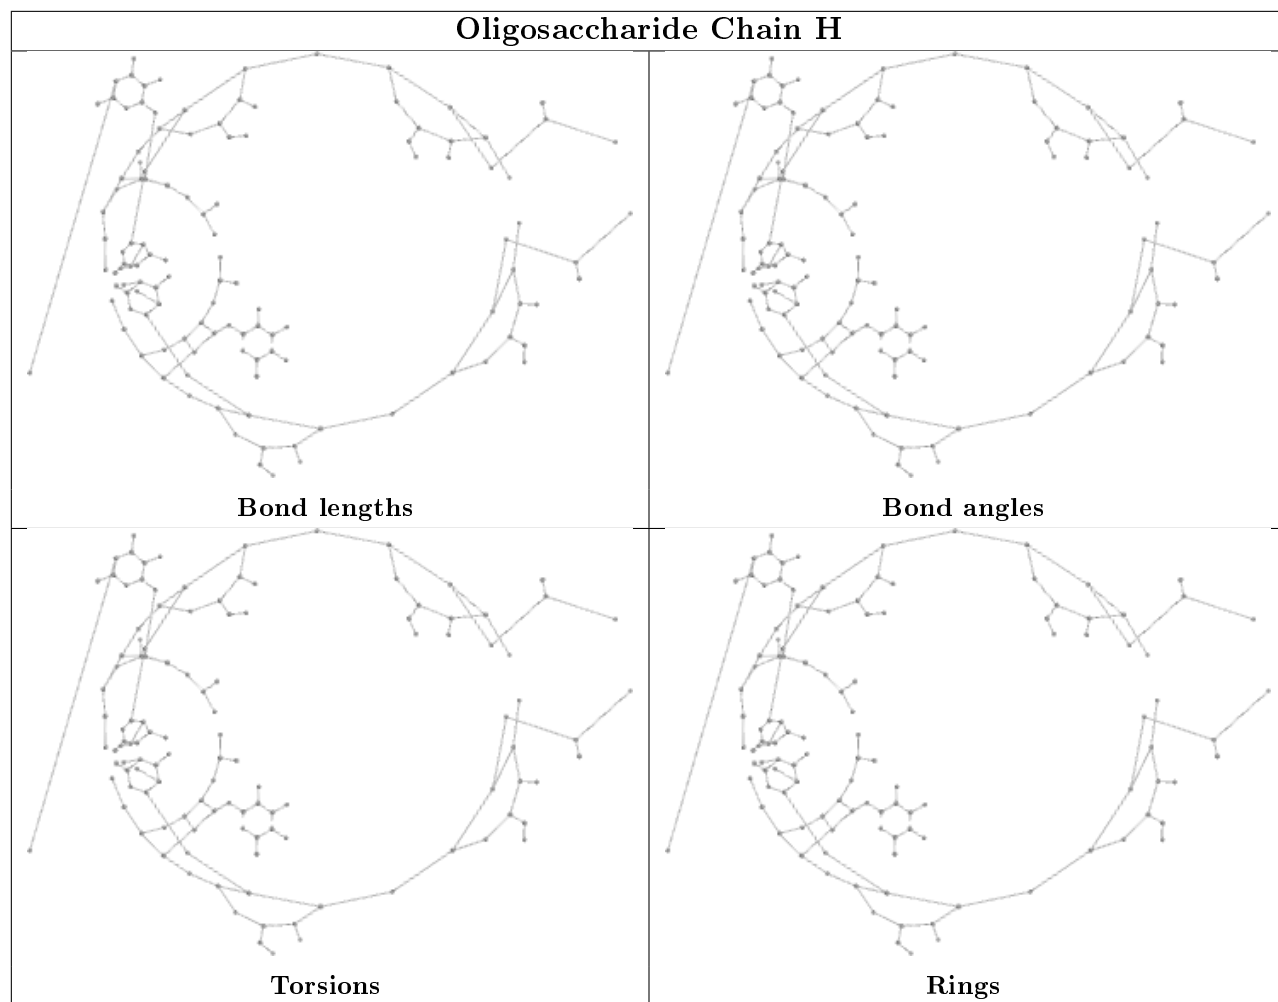 Oligosaccharide Chain H
Bond lengths
Bond angles
Torsions
Rings